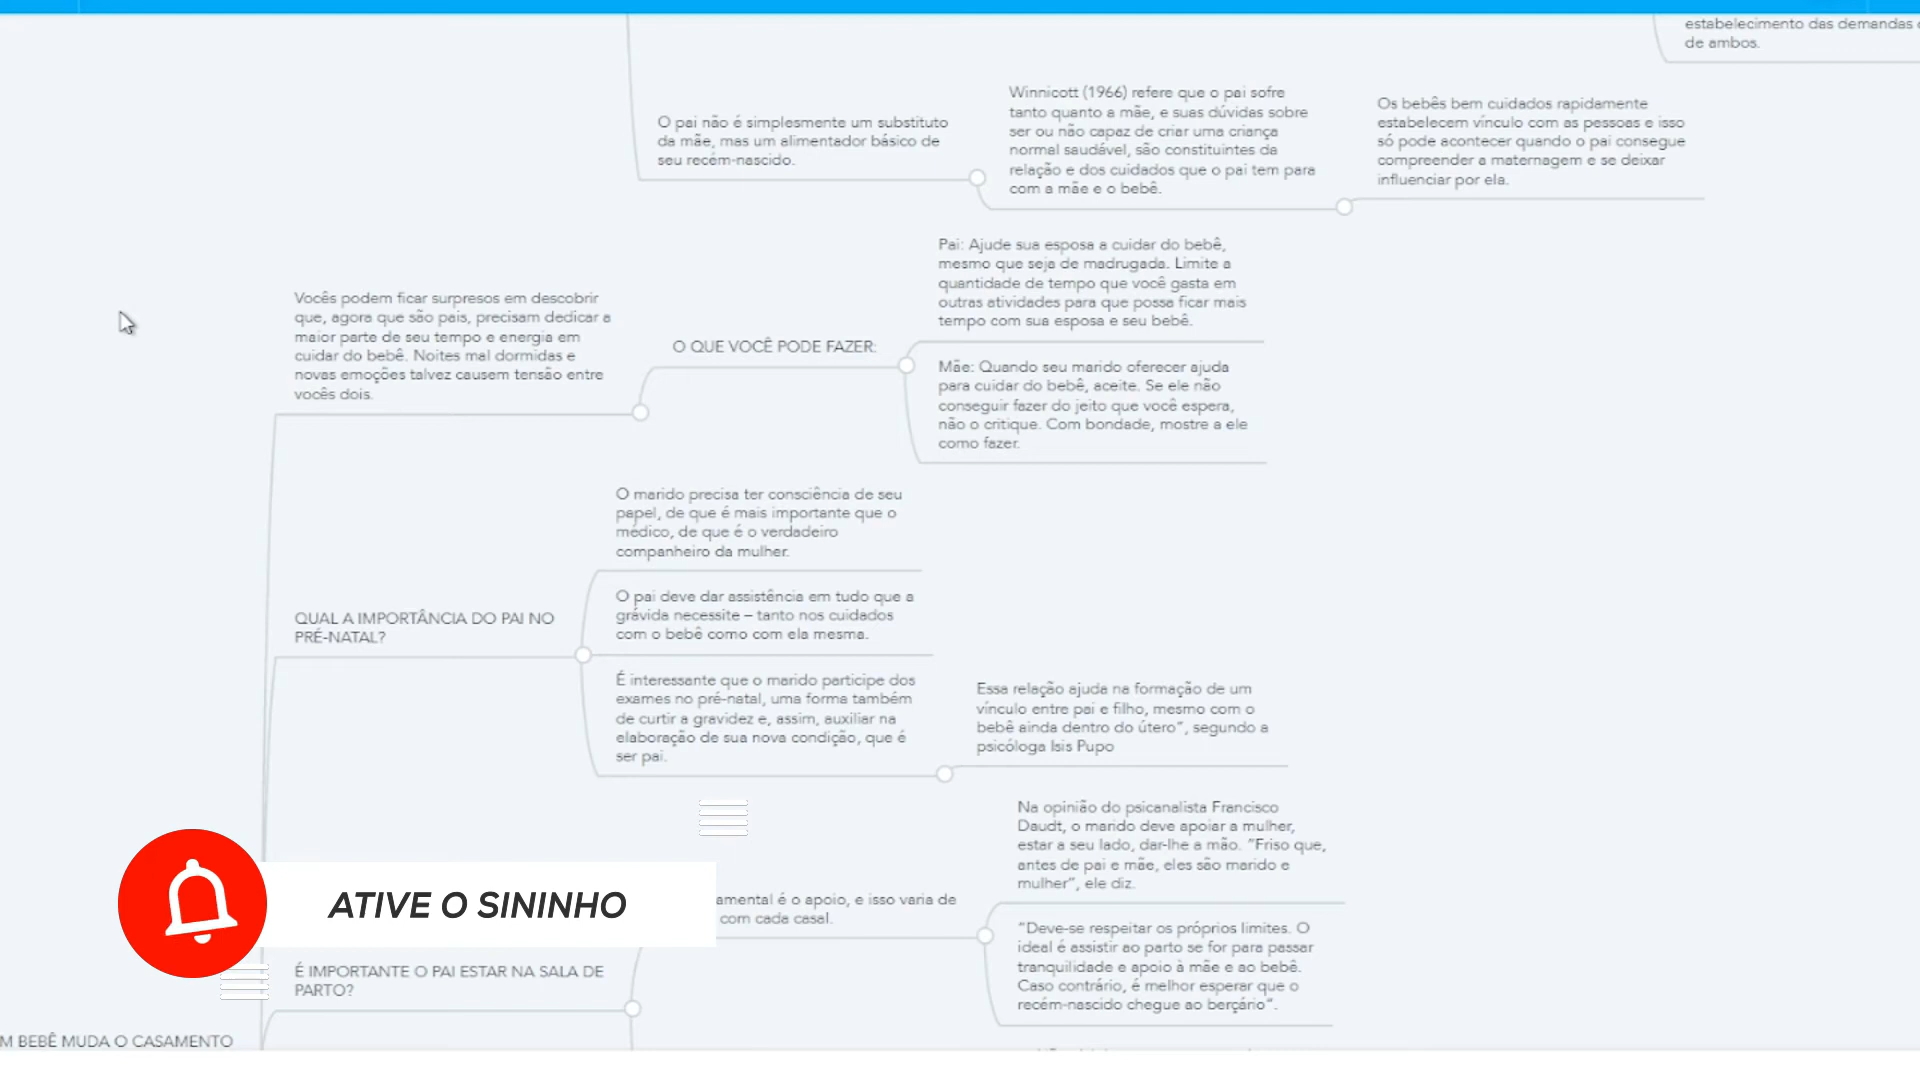 estabelecimento das demandas
de ambos.
O pai não é simplesmente um substituto
da mãe, mas um alimentador básico de
seu recém-nascido.
Winnicott (1966) refere que o pai sofre
tanto quanto a mãe, e suas dúvidas sobre
ser ou não capaz de criar uma criança
normal saudável, são constituintes da
relação e dos cuidados que o pai tem para
com a mãe e o bebê.
Os bebês bem cuidados rapidamente
estabelecem vínculo com as pessoas e isso
só pode acontecer quando o pai consegue
compreender a maternagem e se deixar
influenciar por ela.
Vocês podem ficar surpresos em descobrir
que, agora que são pais, precisam dedicar a
maior parte de seu tempo e energia em
cuidar do bebê. Noites mal dormidas e
novas emoções talvez causem tensão entre
vocês dois.
O QUE VOCÊ PODE FAZER:
Pai: Ajude sua esposa a cuidar do bebê,
mesmo que seja de madrugada. Limite a
quantidade de tempo que você gasta em
outras atividades para que possa ficar mais
tempo com sua esposa e seu bebê.
Mãe: Quando seu marido oferecer ajuda
para cuidar do bebê, aceite. Se ele não
conseguir fazer do jeito que você espera,
não o critique. Com bondade, mostre a ele
como fazer.
QUAL A IMPORTÂNCIA DO PAI NO
PRÉ-NATAL?
O marido precisa ter consciência de seu
papel, de que é mais importante que o
médico, de que é o verdadeiro
companheiro da mulher.
O pai deve dar assistência em tudo que a
grávida necessite – tanto nos cuidados
com o bebê como com ela mesma.
É interessante que o marido participe dos
exames no pré-natal, uma forma também
de curtir a gravidez e, assim, auxiliar na
elaboração de sua nova condição, que é
ser pai.
Essa relação ajuda na formação de um
vínculo entre pai e filho, mesmo com o
bebê ainda dentro do útero”, segundo a
psicóloga Isis Pupo
ATIVE O SININHO
amental é o apoio, e isso varia de
com cada casal.
Na opinião do psicanalista Francisco
Daudt, o marido deve apoiar a mulher,
estar a seu lado, dar-lhe a mão. “Friso que,
antes de pai e mãe, eles são marido e
mulher”, ele diz.
“Deve-se respeitar os próprios limites. O
ideal é assistir ao parto se for para passar
tranquilidade e apoio à mãe e ao bebê.
Caso contrário, é melhor esperar que o
recém-nascido chegue ao berçário”.
É IMPORTANTE O PAI ESTAR NA SALA DE
PARTO?
M BEBÊ MUDA O CASAMENTO